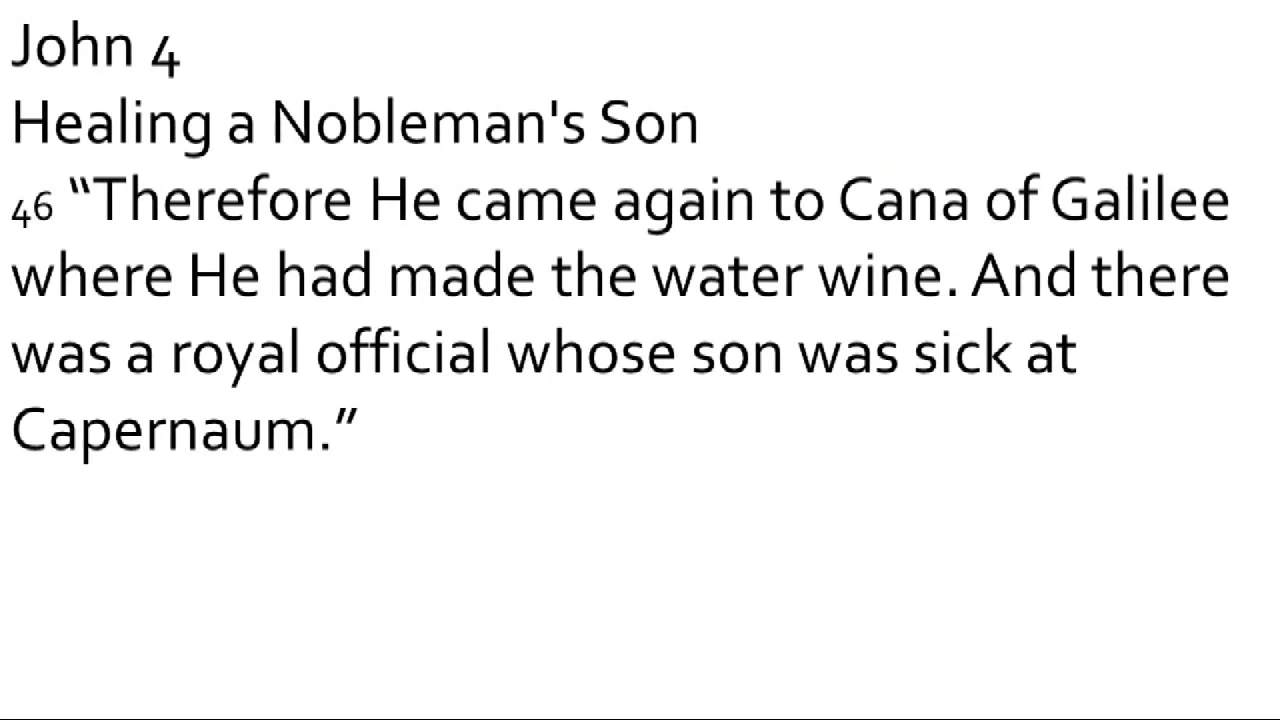 John 4
Healing a Nobleman's Son
46 “Therefore He came again to Cana of Galilee
where He had made the water wine. And there
was a royal official whose son was sick at
Capernaum.”